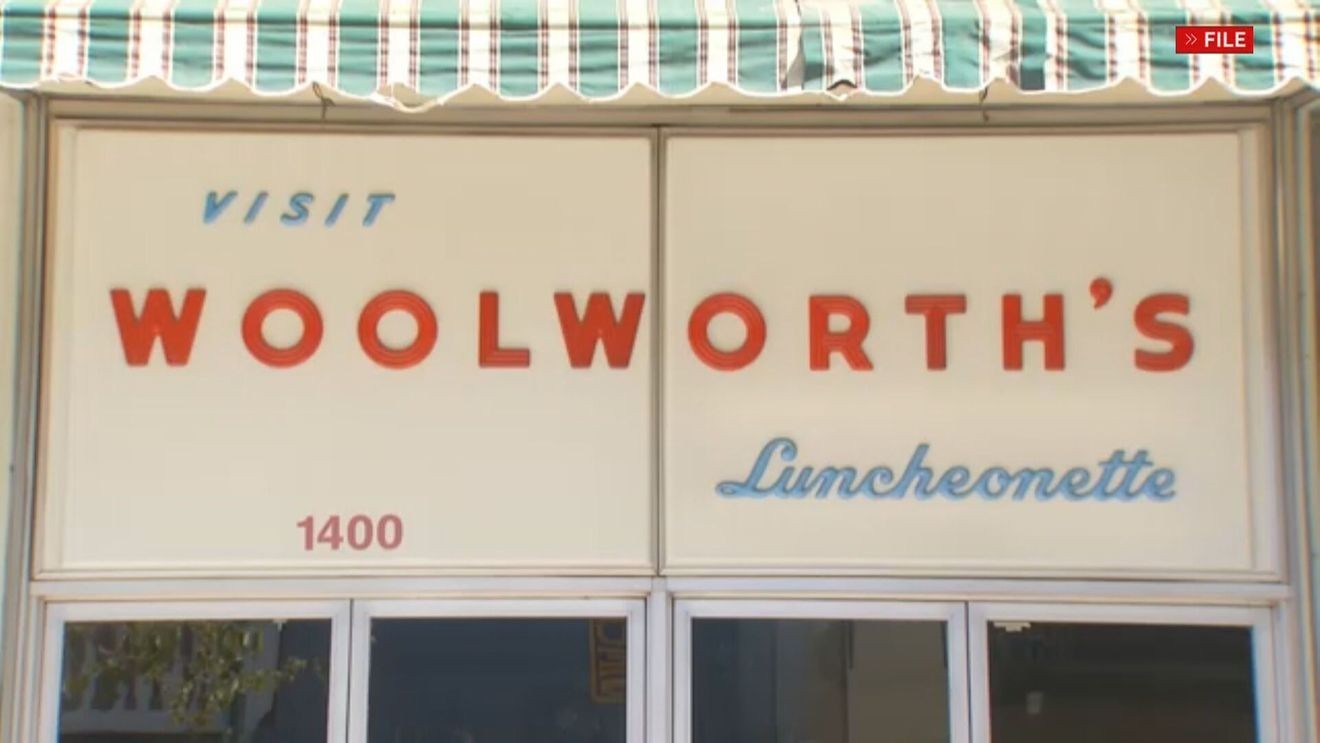 » FILE
VISIT
WOOLWORTH'S
Luncheonette
1400